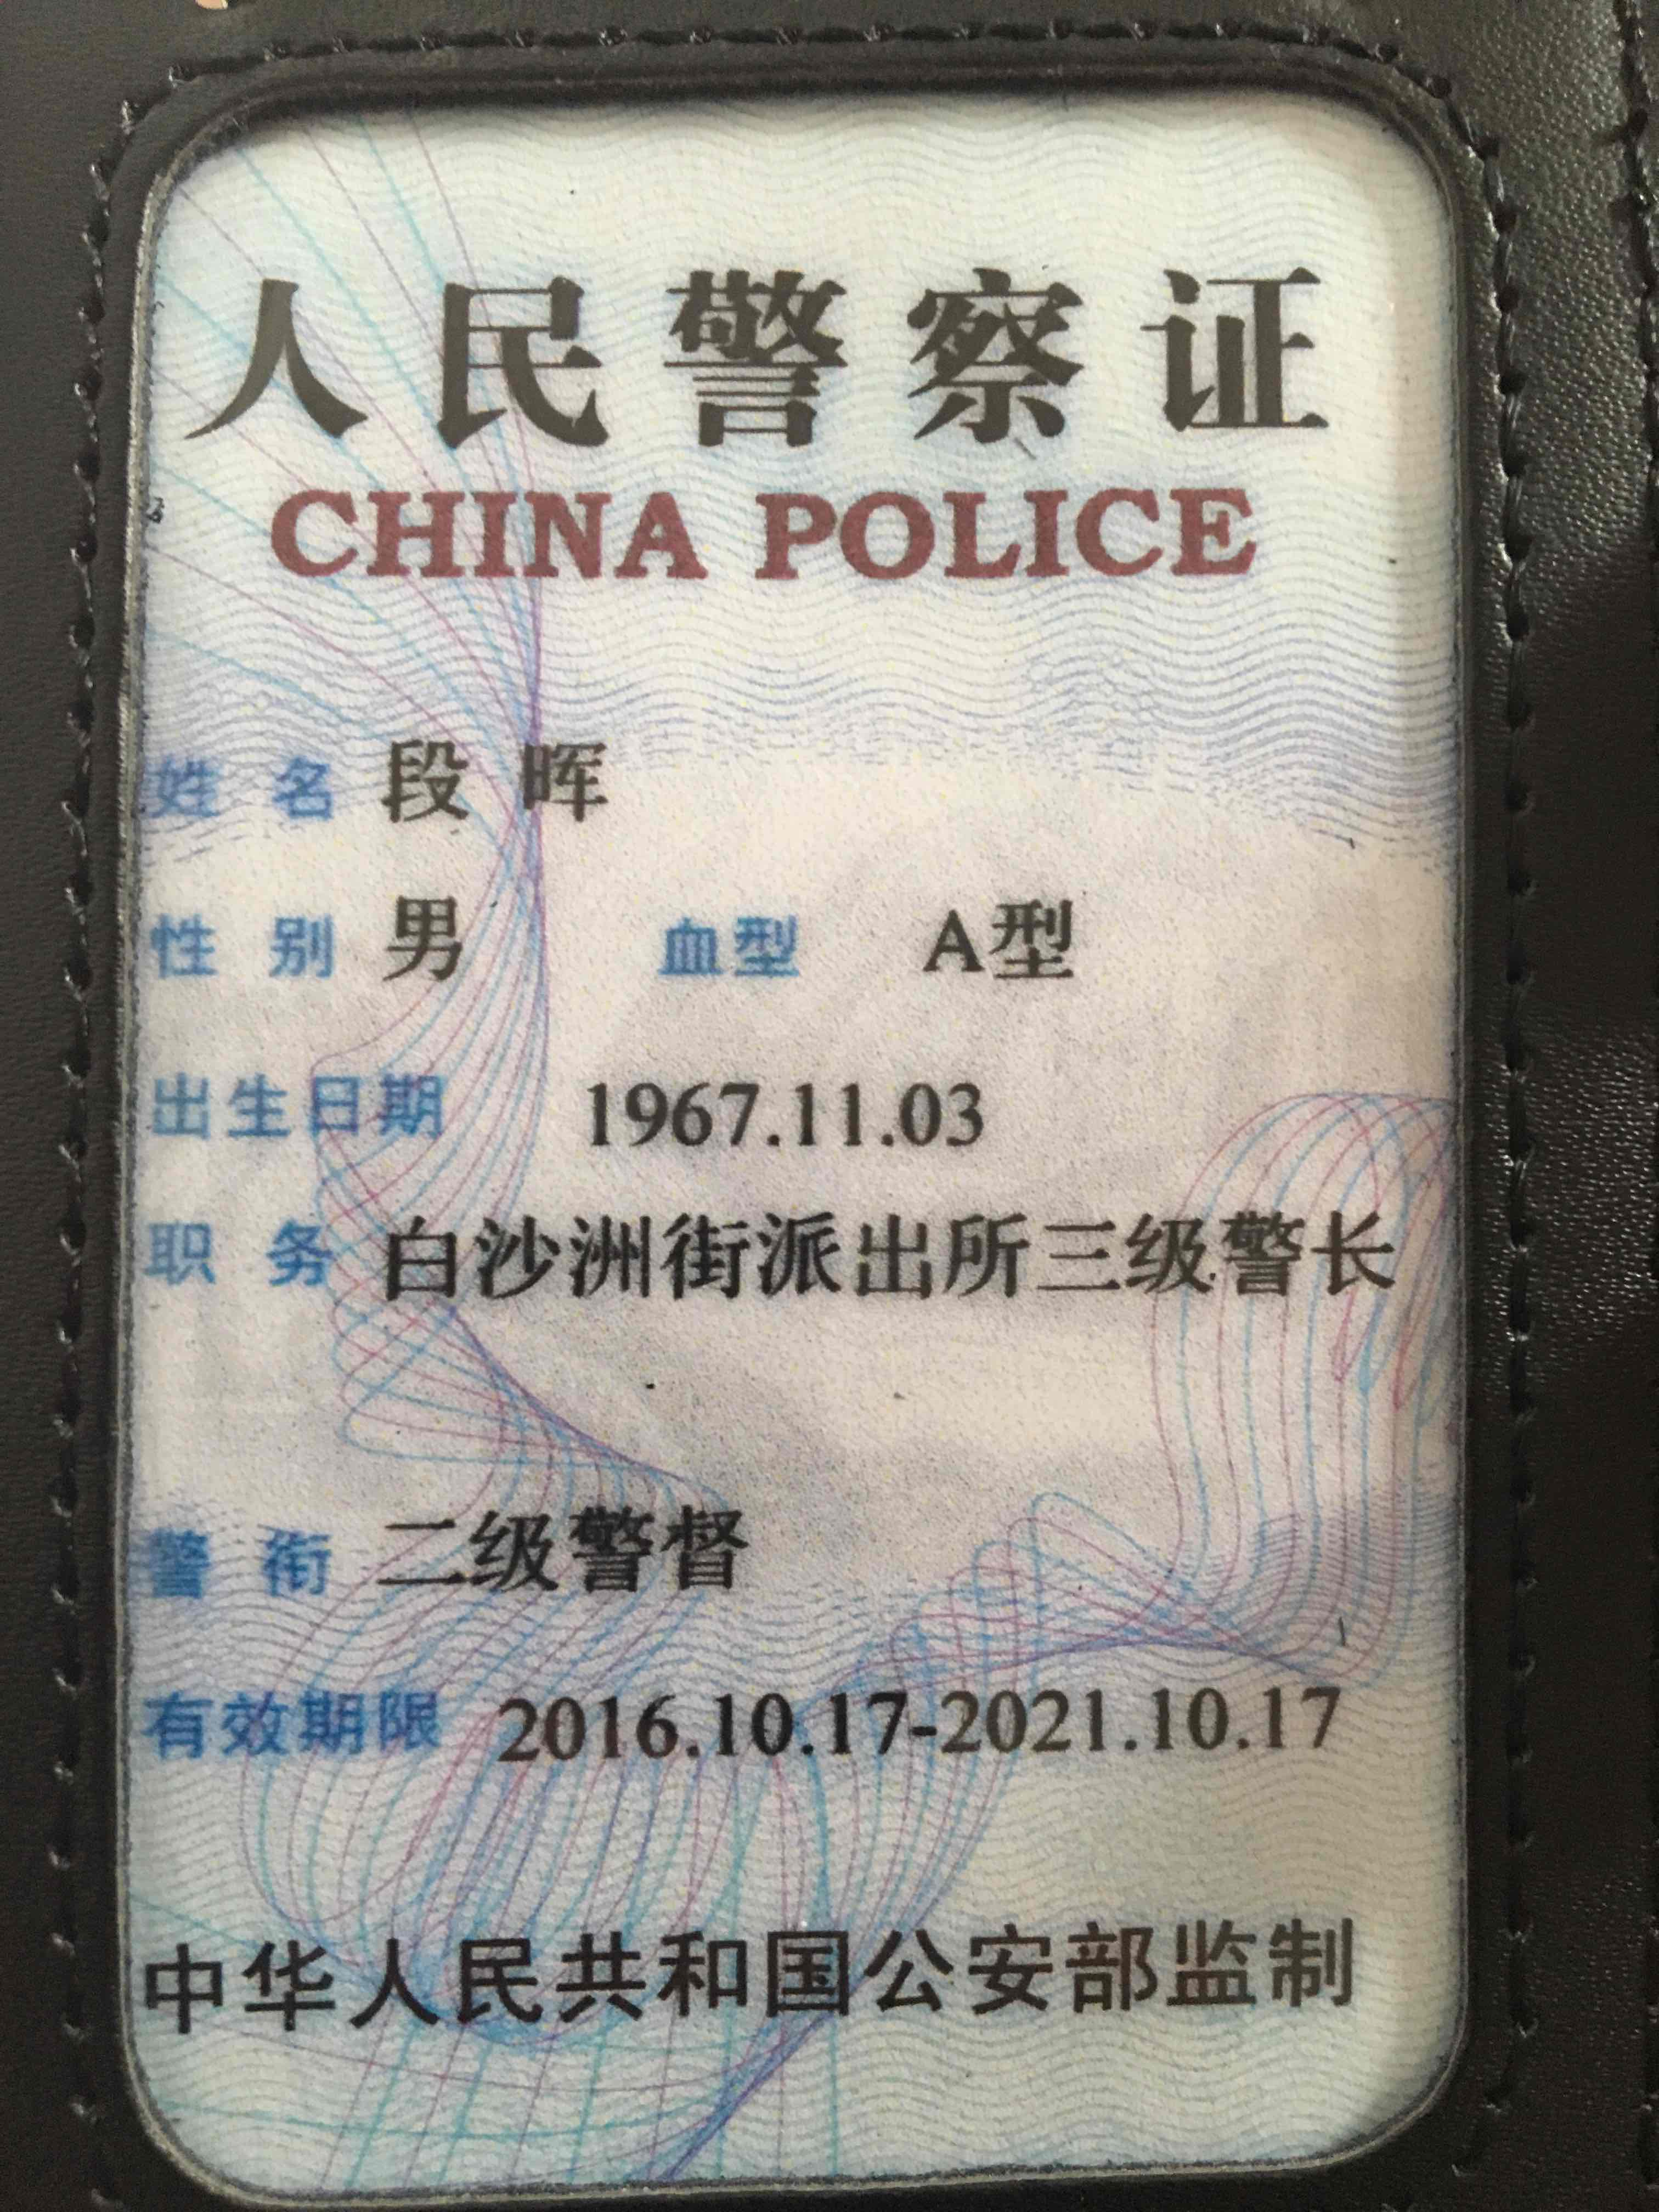 人民警察证
CHINA POLICE
姓 名 段 晖
性 别 男 血型 A型
出生日期 1967.11.03
职 务 白沙洲街派出所三级警长
警 衔 二级警督
有效期限 2016.10.17-2021.10.17
中华人民共和国公安部监制